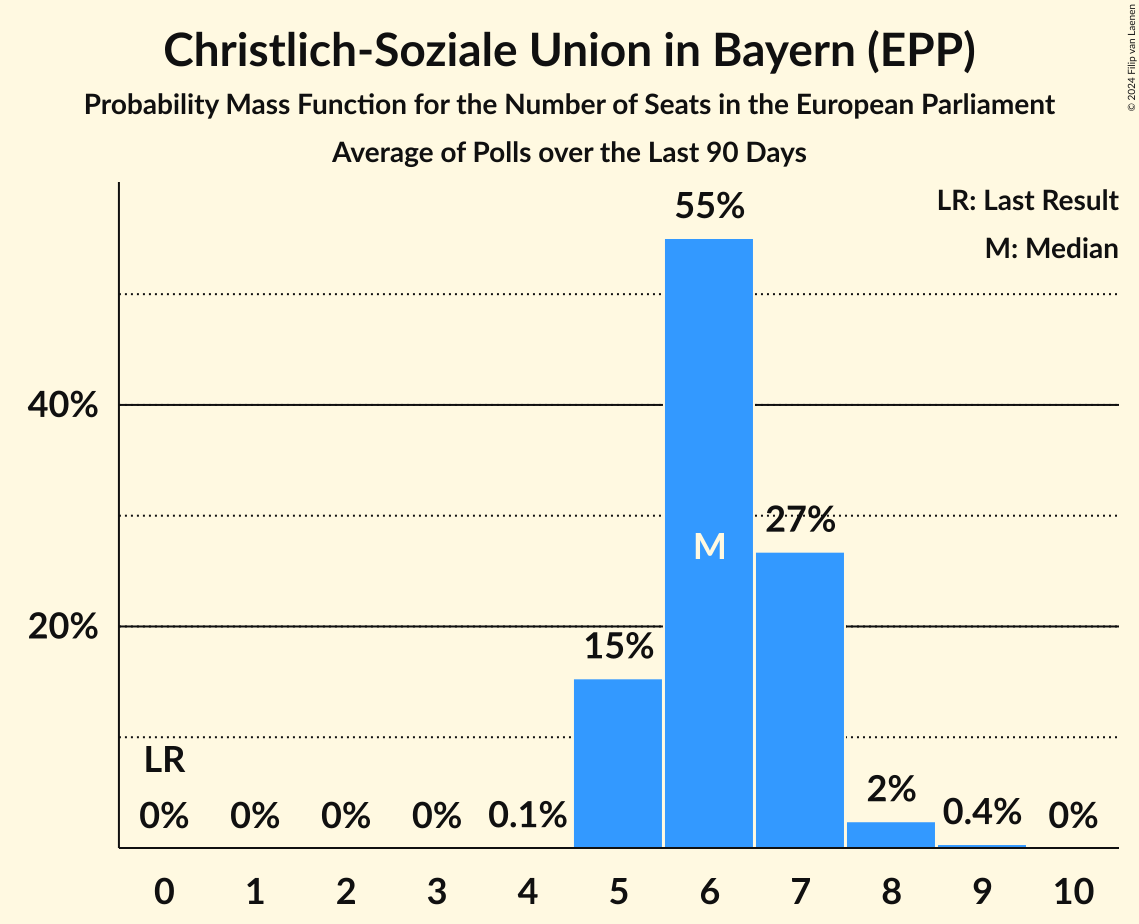 Christlich-Soziale Union in Bayern (EPP)
Probability Mass Function for the Number of Seats in the European Parliament
Average of Polls over the Last 90 Days
© 2024 Filip van Laenen
LR: Last Result
M: Median
55%
40%
27%
M
20%
15%
LR
2%
0% 0% 0% 0% 0.1% 0.4% 0%
0 1 2 3 4 5 6 7 8 9 10